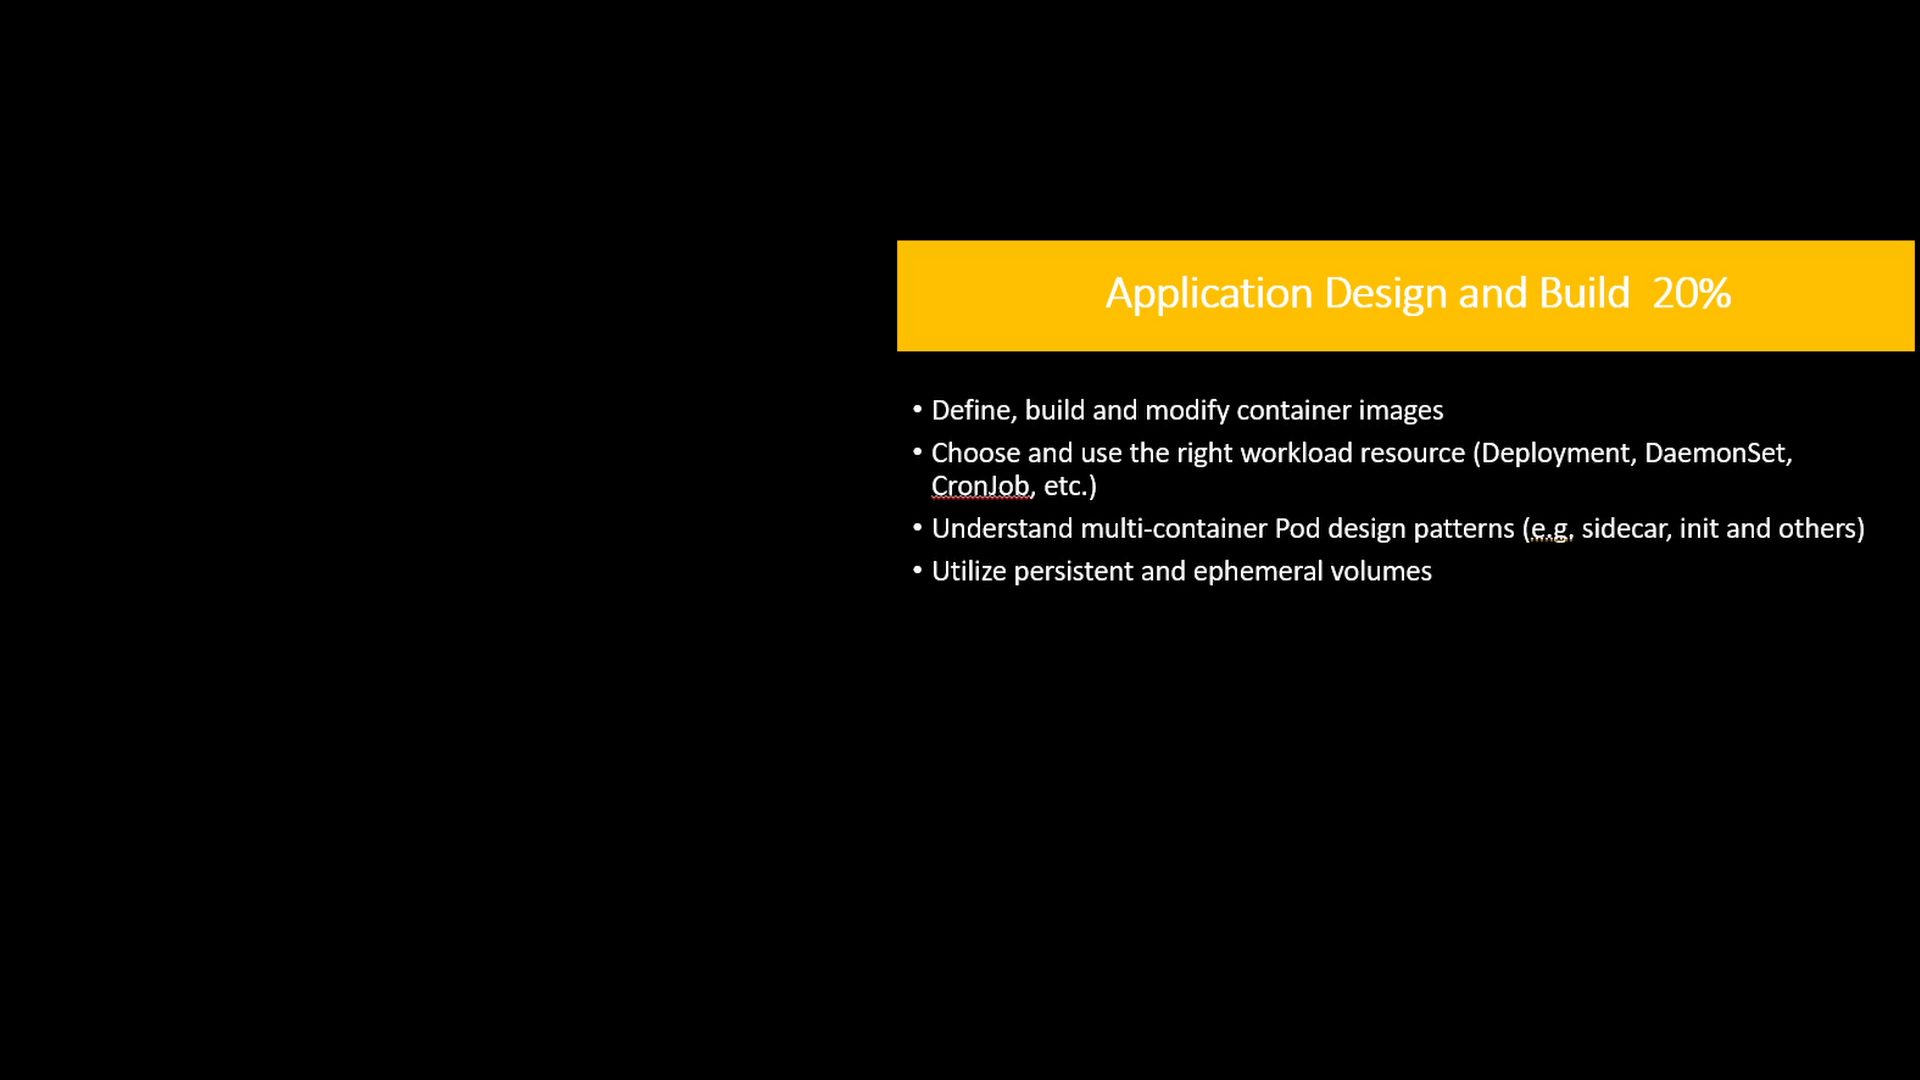 Application Design and Build  20%
• Define, build and modify container images
• Choose and use the right workload resource (Deployment, DaemonSet,
CronJob, etc.)
• Understand multi-container Pod design patterns (e.g. sidecar, init and others)
• Utilize persistent and ephemeral volumes